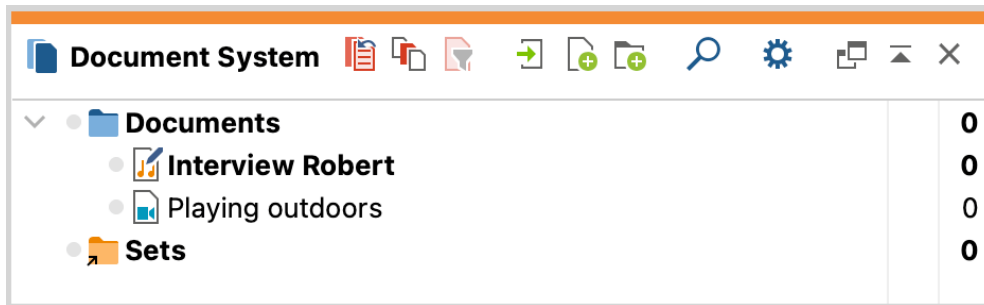 Document System
Documents 0
Interview Robert 0
Playing outdoors 0
Sets 0